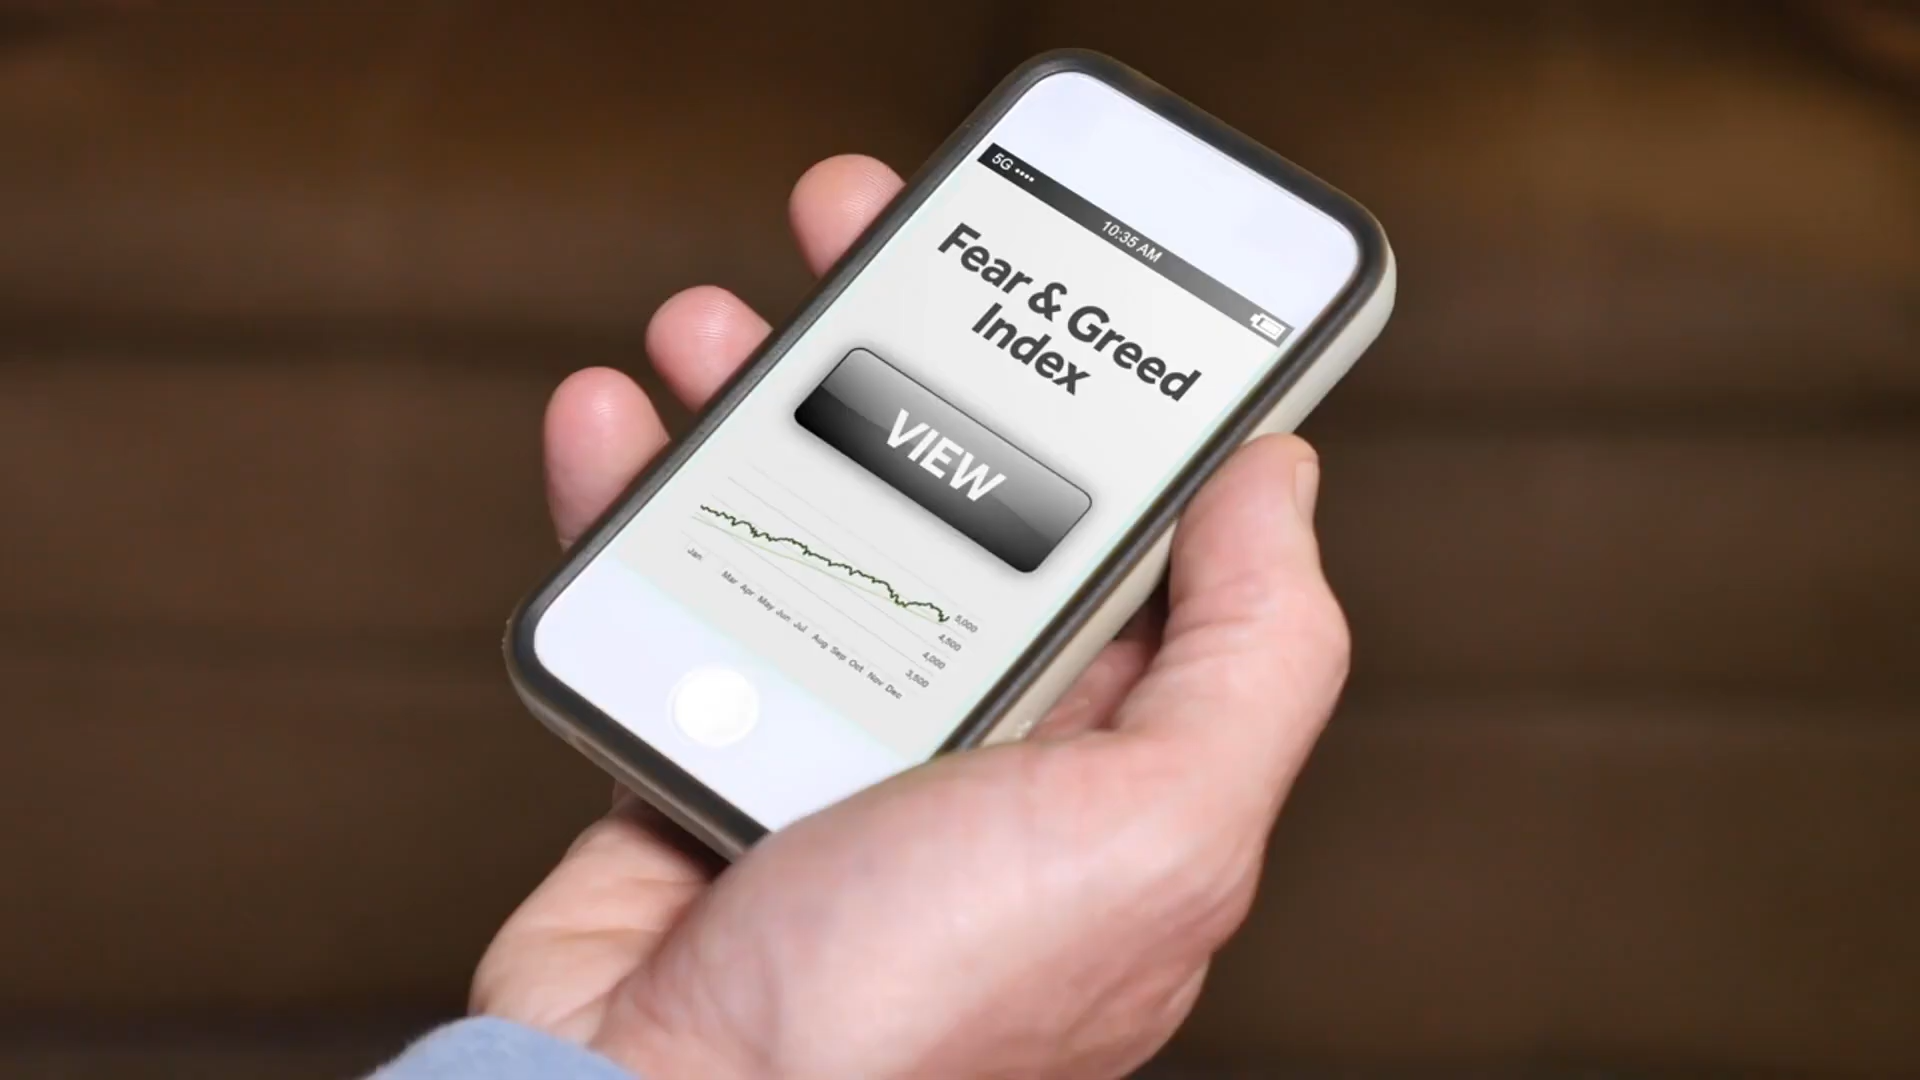 5G
10:35 AM
Fear & Greed
Index
VIEW
5,000
4,500
4,000
3,500
Jan Mar Apr May Jun Jul Aug Sep Oct Nov Dec